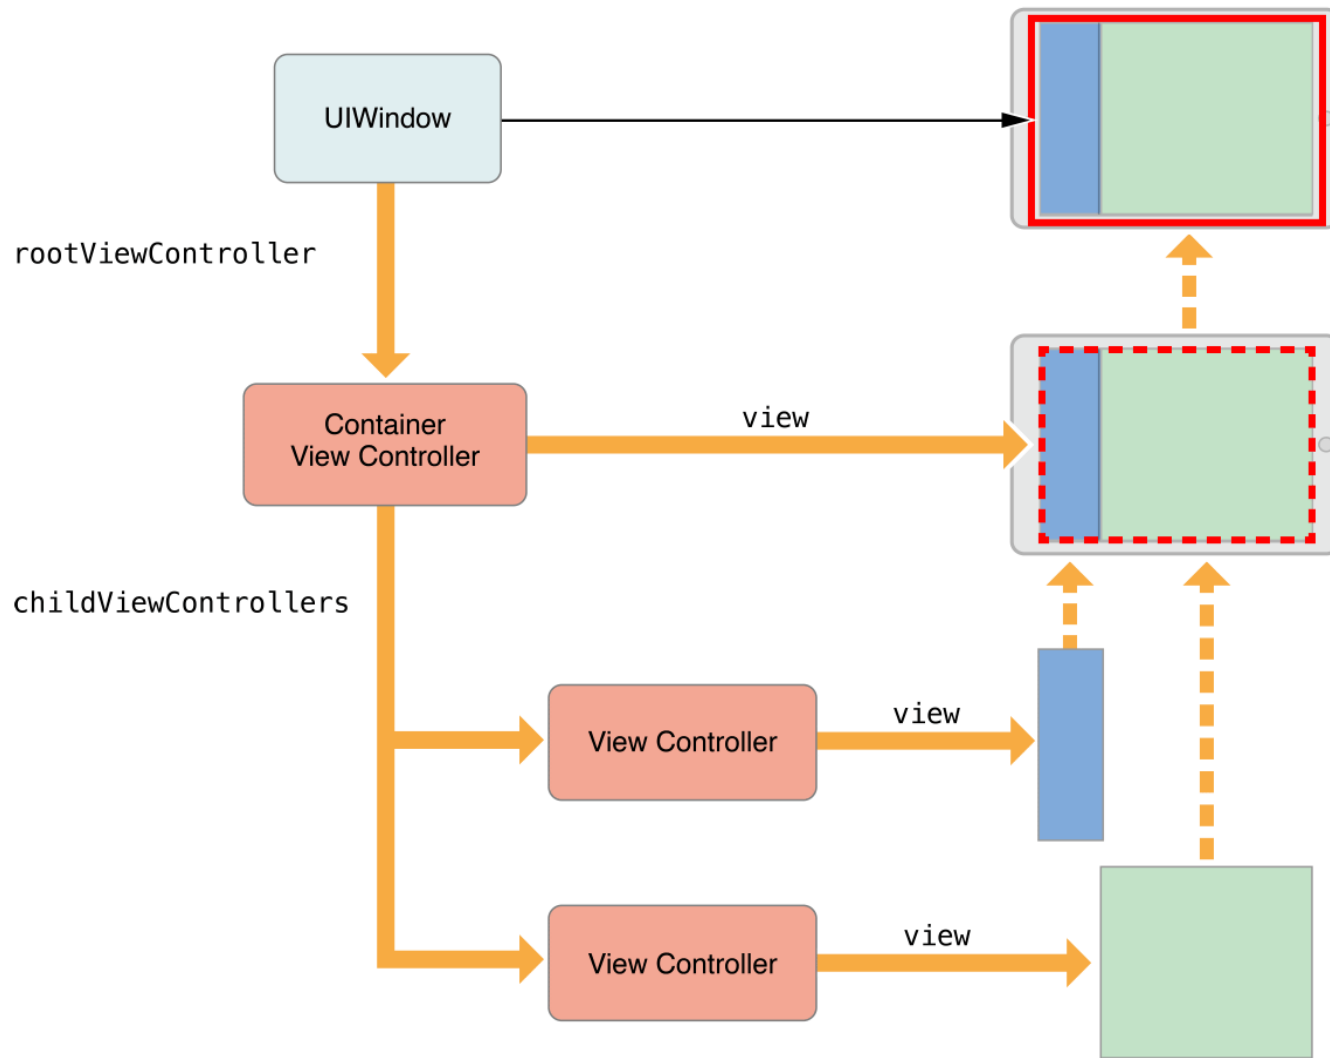 UIWindow
rootViewController
Container
View Controller
view
childViewControllers
View Controller
view
View Controller
view